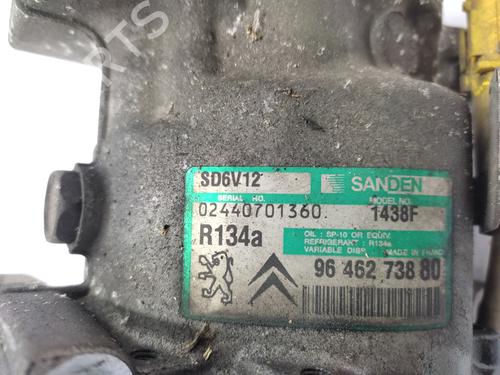 PARTS
SD6V12
SANDEN
SERIAL NO.
MODEL NO.
02440701360
1438F
R134a
OIL : SP-10 OR EQUIV.
REFRIGERANT : R134a
VARIABLE DISP. MADE IN FRANCE
96 462 738 80